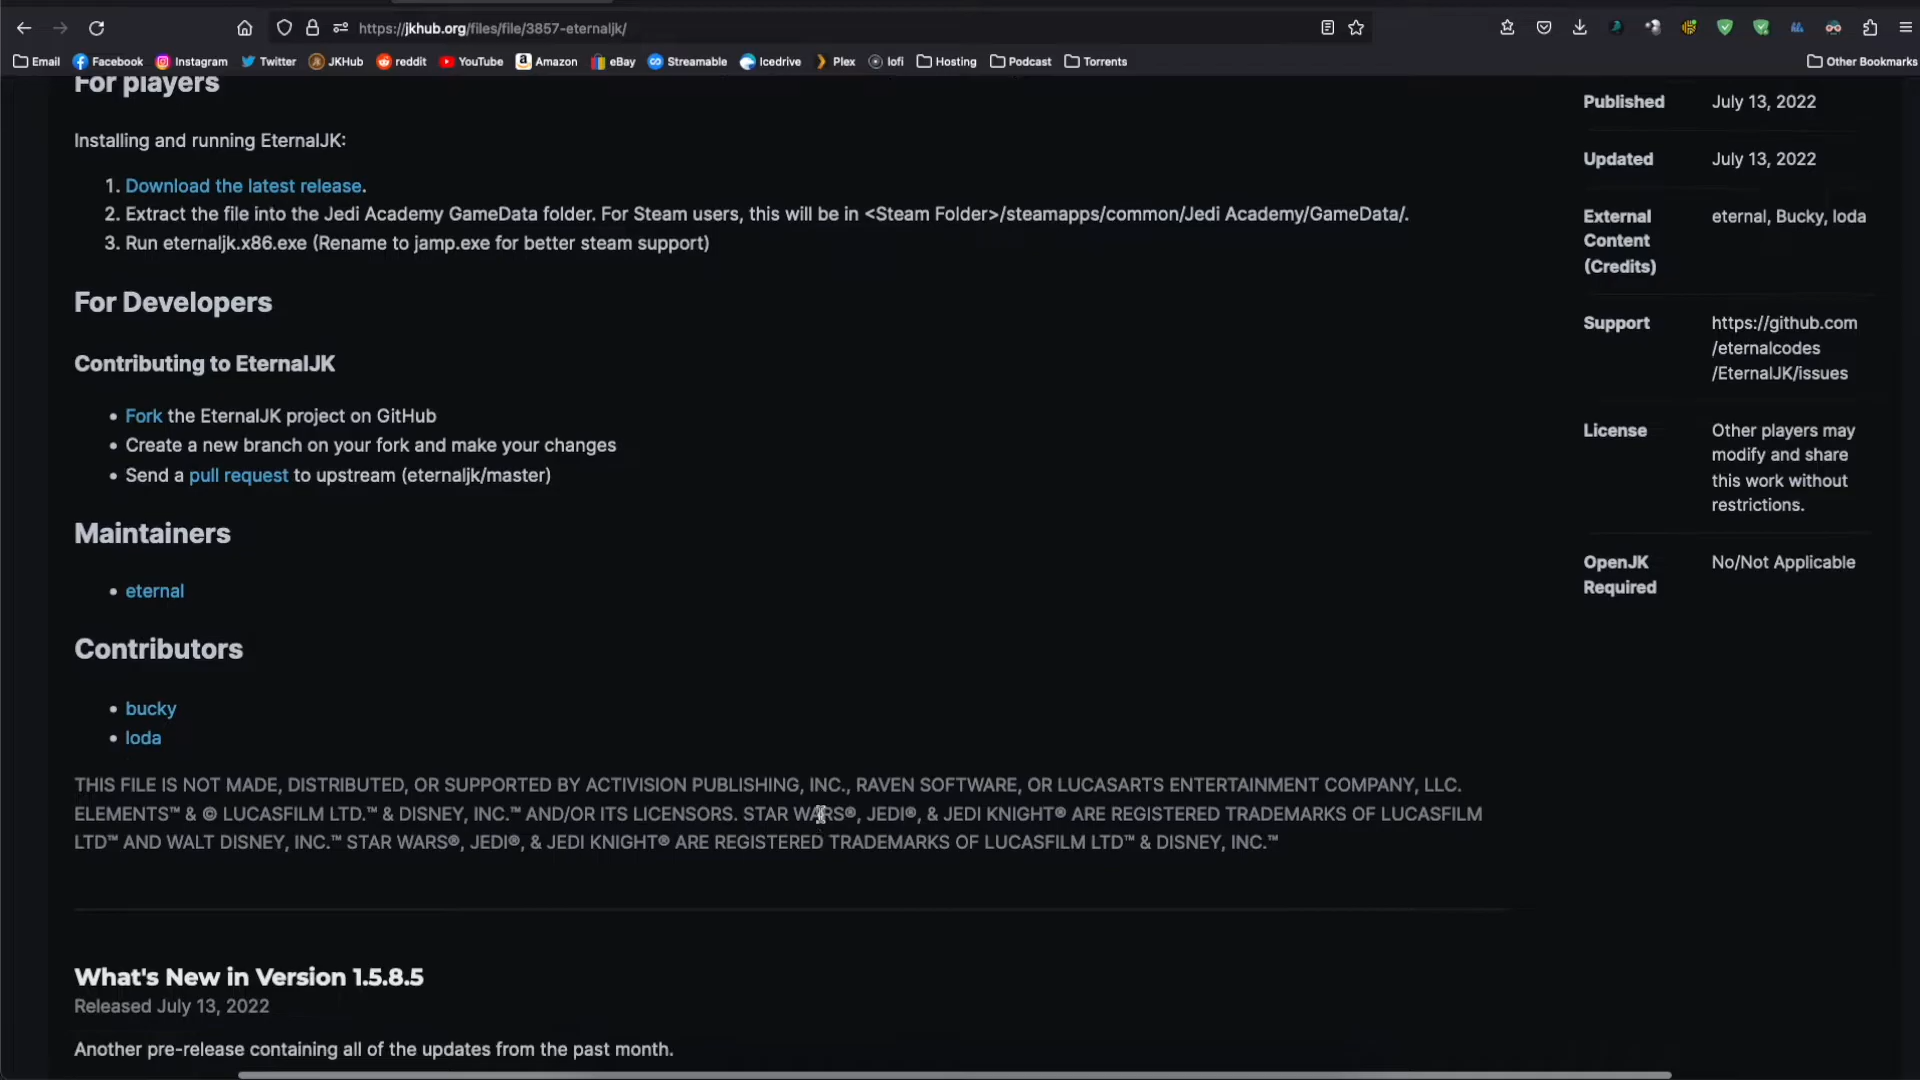 https://jkhub.org/files/file/3857-eternaljk/
Email Facebook Instagram Twitter JKHub reddit YouTube Amazon eBay Streamable Icedrive Plex lofi Hosting Podcast Torrents Other Bookmarks
For players
Installing and running EternalJK:
1. Download the latest release.
2. Extract the file into the Jedi Academy GameData folder. For Steam users, this will be in <Steam Folder>/steamapps/common/Jedi Academy/GameData/.
3. Run eternaljk.x86.exe (Rename to jamp.exe for better steam support)
For Developers
Contributing to EternalJK
• Fork the EternalJK project on GitHub
• Create a new branch on your fork and make your changes
• Send a pull request to upstream (eternaljk/master)
Maintainers
• eternal
Contributors
• bucky
• loda
THIS FILE IS NOT MADE, DISTRIBUTED, OR SUPPORTED BY ACTIVISION PUBLISHING, INC., RAVEN SOFTWARE, OR LUCASARTS ENTERTAINMENT COMPANY, LLC.
ELEMENTS™ & © LUCASFILM LTD.™ & DISNEY, INC.™ AND/OR ITS LICENSORS. STAR WARS®, JEDI®, & JEDI KNIGHT® ARE REGISTERED TRADEMARKS OF LUCASFILM
LTD™ AND WALT DISNEY, INC.™ STAR WARS®, JEDI®, & JEDI KNIGHT® ARE REGISTERED TRADEMARKS OF LUCASFILM LTD™ & DISNEY, INC.™
What's New in Version 1.5.8.5
Released July 13, 2022
Another pre-release containing all of the updates from the past month.
Published July 13, 2022
Updated July 13, 2022
External eternal, Bucky, loda
Content
(Credits)
Support https://github.com
/eternalcodes
/EternalJK/issues
License Other players may
modify and share
this work without
restrictions.
OpenJK No/Not Applicable
Required